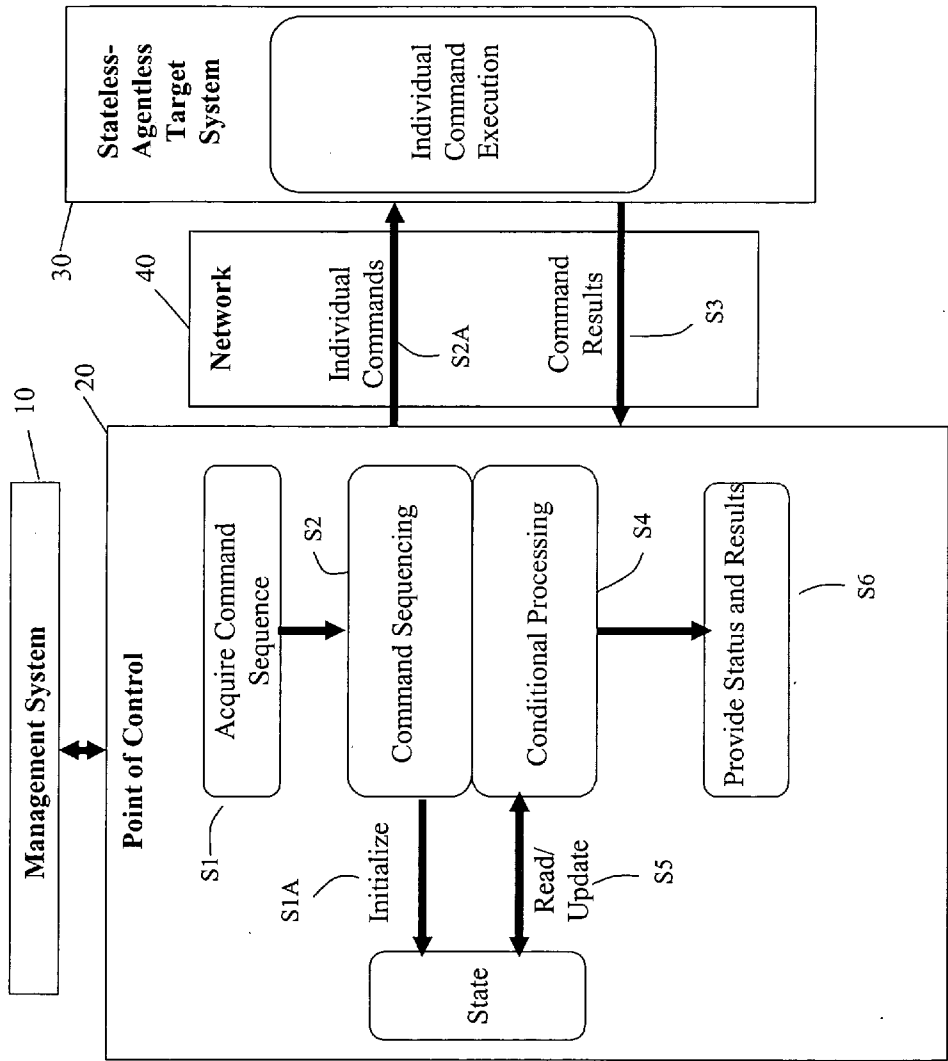 Management System
10
Point of Control
20
S1
Acquire Command
Sequence
S2
Command Sequencing
S1A
Initialize
State
Read/
Update
S5
Conditional Processing
S4
Provide Status and Results
S6
Network
40
Individual
Commands
S2A
Command
Results
S3
30
Stateless-
Agentless
Target
System
Individual
Command
Execution